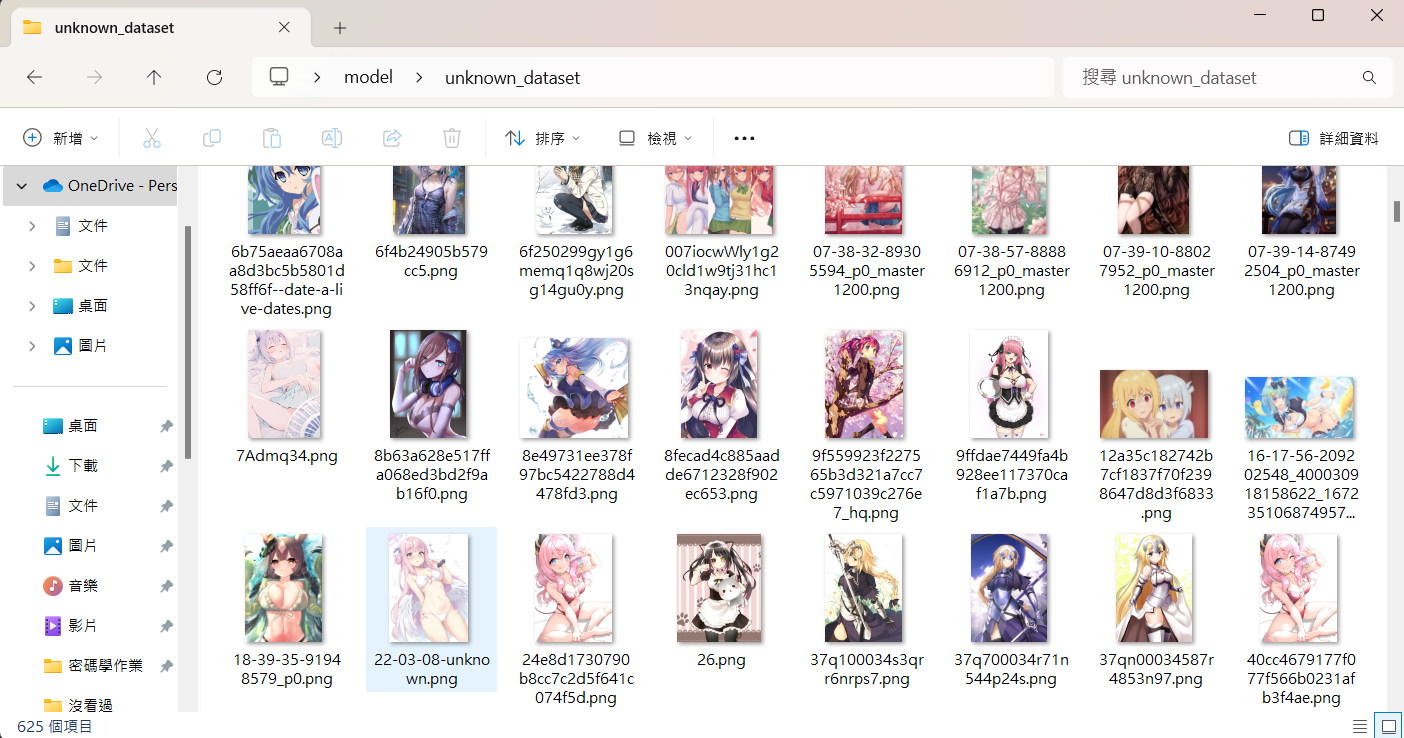 unknown_dataset
model
unknown_dataset
搜尋 unknown_dataset
新增
排序
檢視
詳細資料
OneDrive - Pers
文件
文件
桌面
圖片
桌面
下載
文件
圖片
音樂
影片
密碼學作業
沒看過
6b75aeaa6708a
a8d3bc5b5801d
58ff6f--date-a-li
ve-dates.png
6f4b24905b579
cc5.png
6f250299gy1g6
memq1q8wj20s
g14gu0y.png
007iocwWly1g2
0cld1w9tj31hc1
3nqay.png
07-38-32-8930
5594_p0_master
1200.png
07-38-57-8888
6912_p0_master
1200.png
07-39-10-8802
7952_p0_master
1200.png
07-39-14-8749
2504_p0_master
1200.png
7Admq34.png
8b63a628e517ff
a068ed3bd2f9a
b16f0.png
8e49731ee378f
97bc5422788d4
478fd3.png
8fecad4c885aad
de6712328f902
ec653.png
9f559923f2275
65b3d321a7cc7
c5971039c276e
7_hq.png
9ffdae7449fa4b
928ee117370ca
f1a7b.png
12a35c182742b
7cf1837f70f239
8647d8d3f6833
.png
16-17-56-2092
02548_4000309
18158622_1672
35106874957...
18-39-35-9194
8579_p0.png
22-03-08-unkno
wn.png
24e8d1730790
b8cc7c2d5f641c
074f5d.png
26.png
37q100034s3qr
r6nrps7.png
37q700034r71n
544p24s.png
37qn00034587r
4853n97.png
40cc4679177f0
77f566b0231af
b3f4ae.png
625 個項目